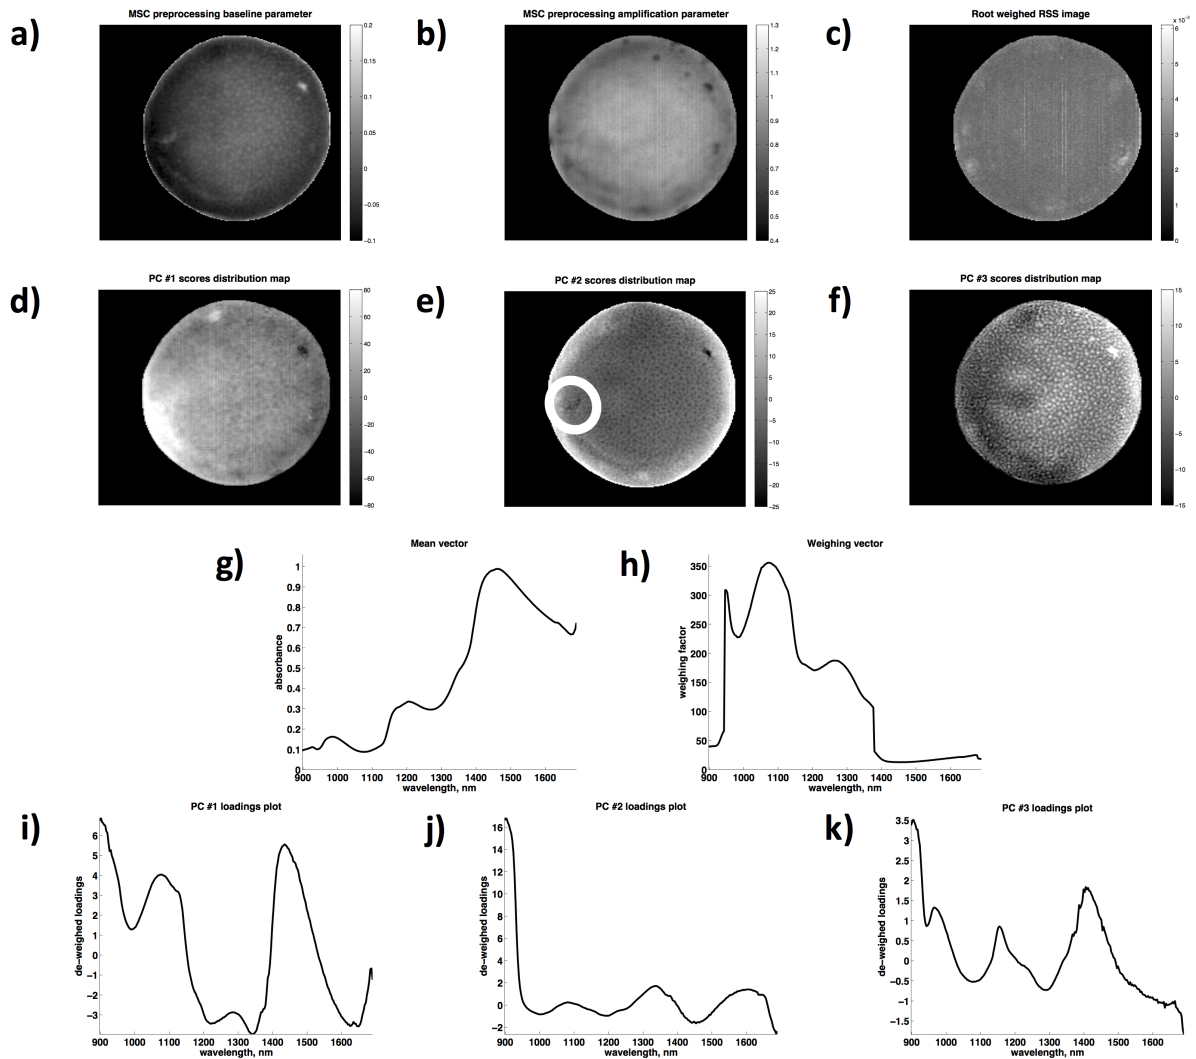 a)
MSC preprocessing baseline parameter
0.2
0.15
0.1
0.05
0
−0.05
−0.1
b)
MSC preprocessing amplification parameter
1.3
1.2
1.1
1
0.9
0.8
0.7
0.6
0.5
0.4
c)
Root weighed RSS image
x 10⁻³
6
5
4
3
2
1
0
d)
PC #1 scores distribution map
80
60
40
20
0
−20
−40
−60
−80
e)
PC #2 scores distribution map
25
20
15
10
5
0
−5
−10
−15
−20
−25
f)
PC #3 scores distribution map
15
10
5
0
−5
−10
−15
g)
Mean vector
absorbance
1
0.9
0.8
0.7
0.6
0.5
0.4
0.3
0.2
0.1
0
900 1000 1100 1200 1300 1400 1500 1600
wavelength, nm
h)
Weighing vector
weighing factor
350
300
250
200
150
100
50
0
900 1000 1100 1200 1300 1400 1500 1600
wavelength, nm
i)
PC #1 loadings plot
de−weighed loadings
6
5
4
3
2
1
0
−1
−2
−3
900 1000 1100 1200 1300 1400 1500 1600
wavelength, nm
j)
PC #2 loadings plot
de−weighed loadings
16
14
12
10
8
6
4
2
0
−2
900 1000 1100 1200 1300 1400 1500 1600
wavelength, nm
k)
PC #3 loadings plot
de−weighed loadings
3.5
3
2.5
2
1.5
1
0.5
0
−0.5
−1
−1.5
900 1000 1100 1200 1300 1400 1500 1600
wavelength, nm